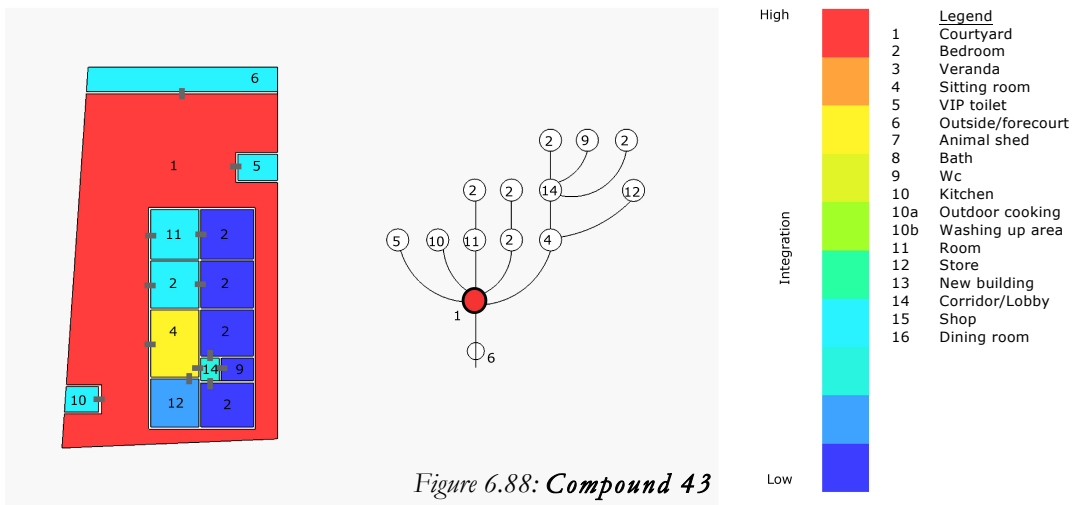 6
1
5
11
2
2
2
4
2
14
9
10
12
2
2
9
2
2
2
14
12
5
10
11
2
4
1
6
Figure 6.88: Compound 43
High
Integration
Low
Legend
1 Courtyard
2 Bedroom
3 Veranda
4 Sitting room
5 VIP toilet
6 Outside/forecourt
7 Animal shed
8 Bath
9 Wc
10 Kitchen
10a Outdoor cooking
10b Washing up area
11 Room
12 Store
13 New building
14 Corridor/Lobby
15 Shop
16 Dining room